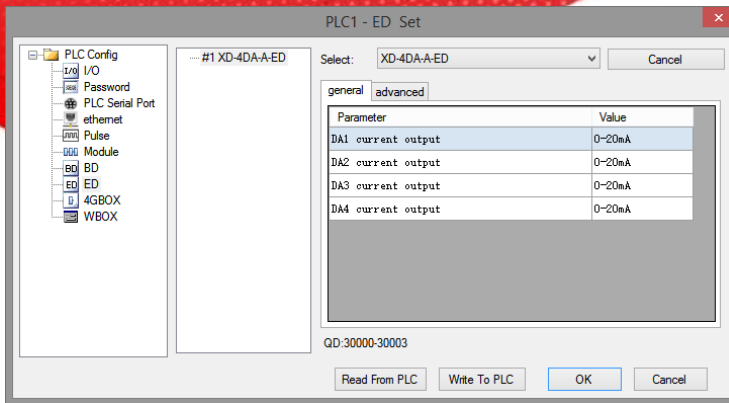 PLC1 - ED Set
PLC Config
I/O
Password
PLC Serial Port
ethernet
Pulse
Module
BD BD
ED ED
4GBOX
WBOX
#1 XD-4DA-A-ED
Select: XD-4DA-A-ED Cancel
general advanced
Parameter Value
DA1 current output 0-20mA
DA2 current output 0-20mA
DA3 current output 0-20mA
DA4 current output 0-20mA
QD:30000-30003
Read From PLC Write To PLC OK Cancel